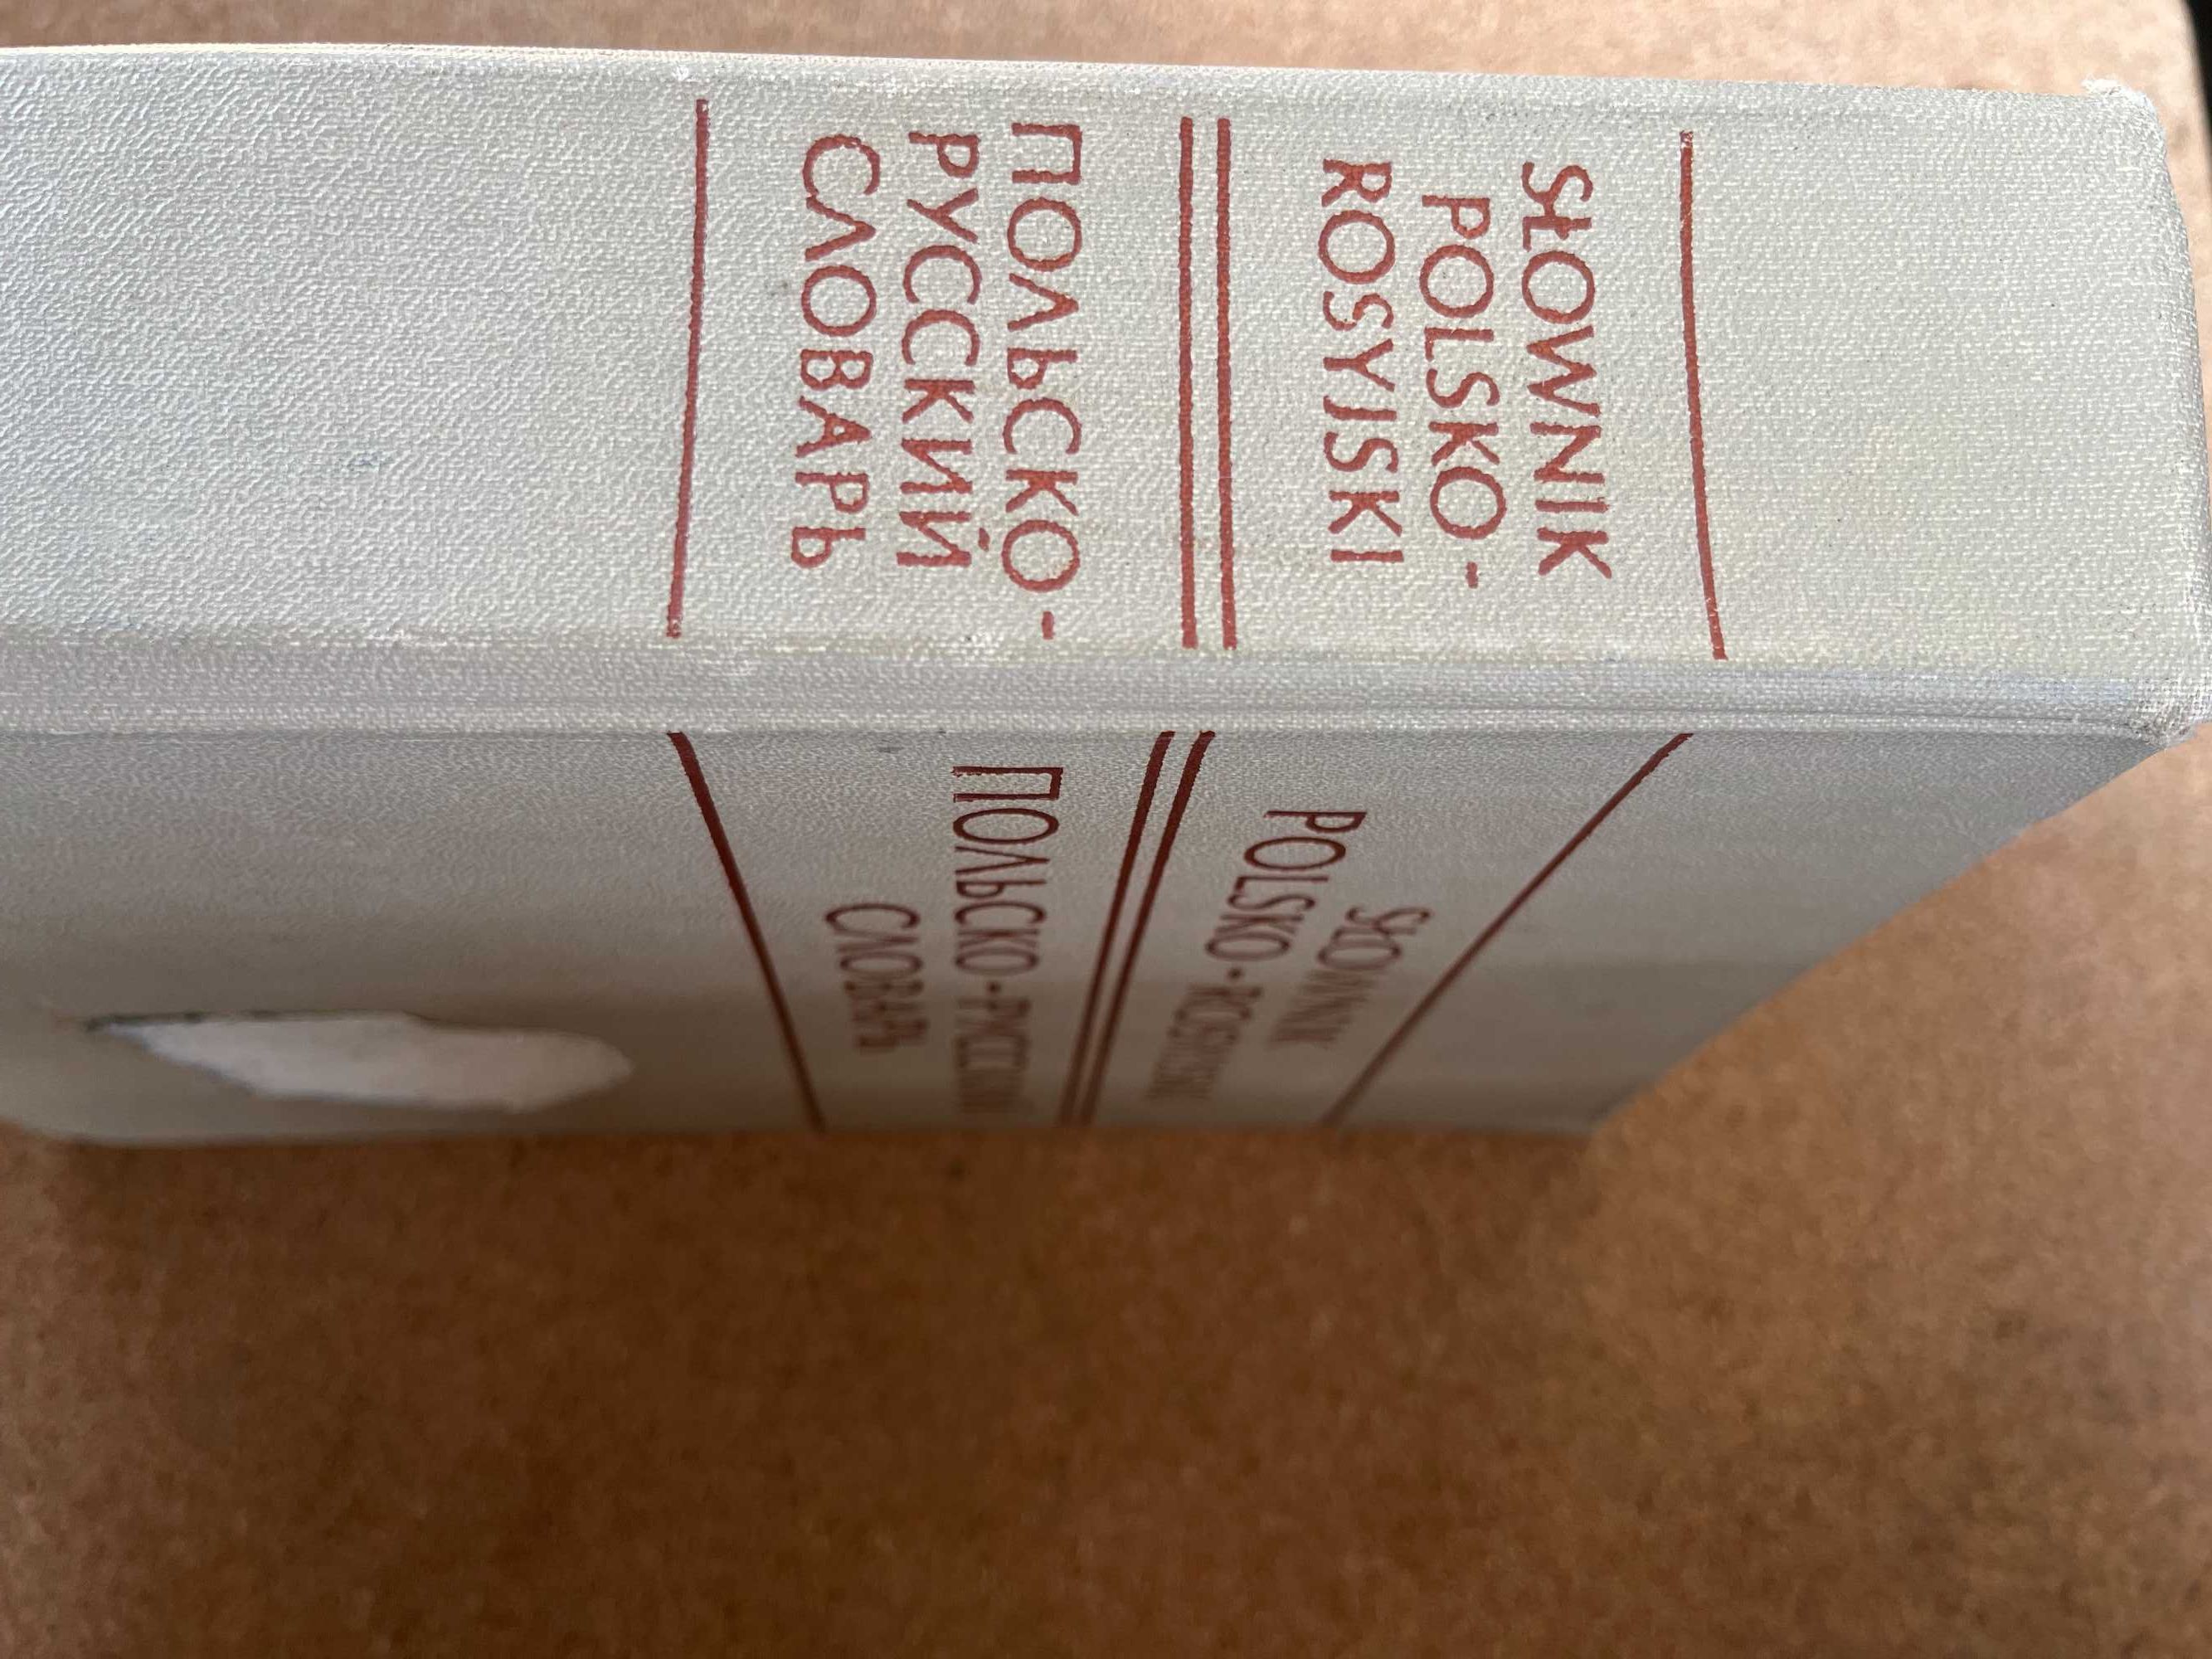 SŁOWNIK
POLSKO-
ROSYJSKI
ПОЛЬСКО-
РУССКИЙ
СЛОВАРЬ
SŁOWNIK
POLSKO-ROSYJSKI
ПОЛЬСКО-РУССКИЙ
СЛОВАРЬ